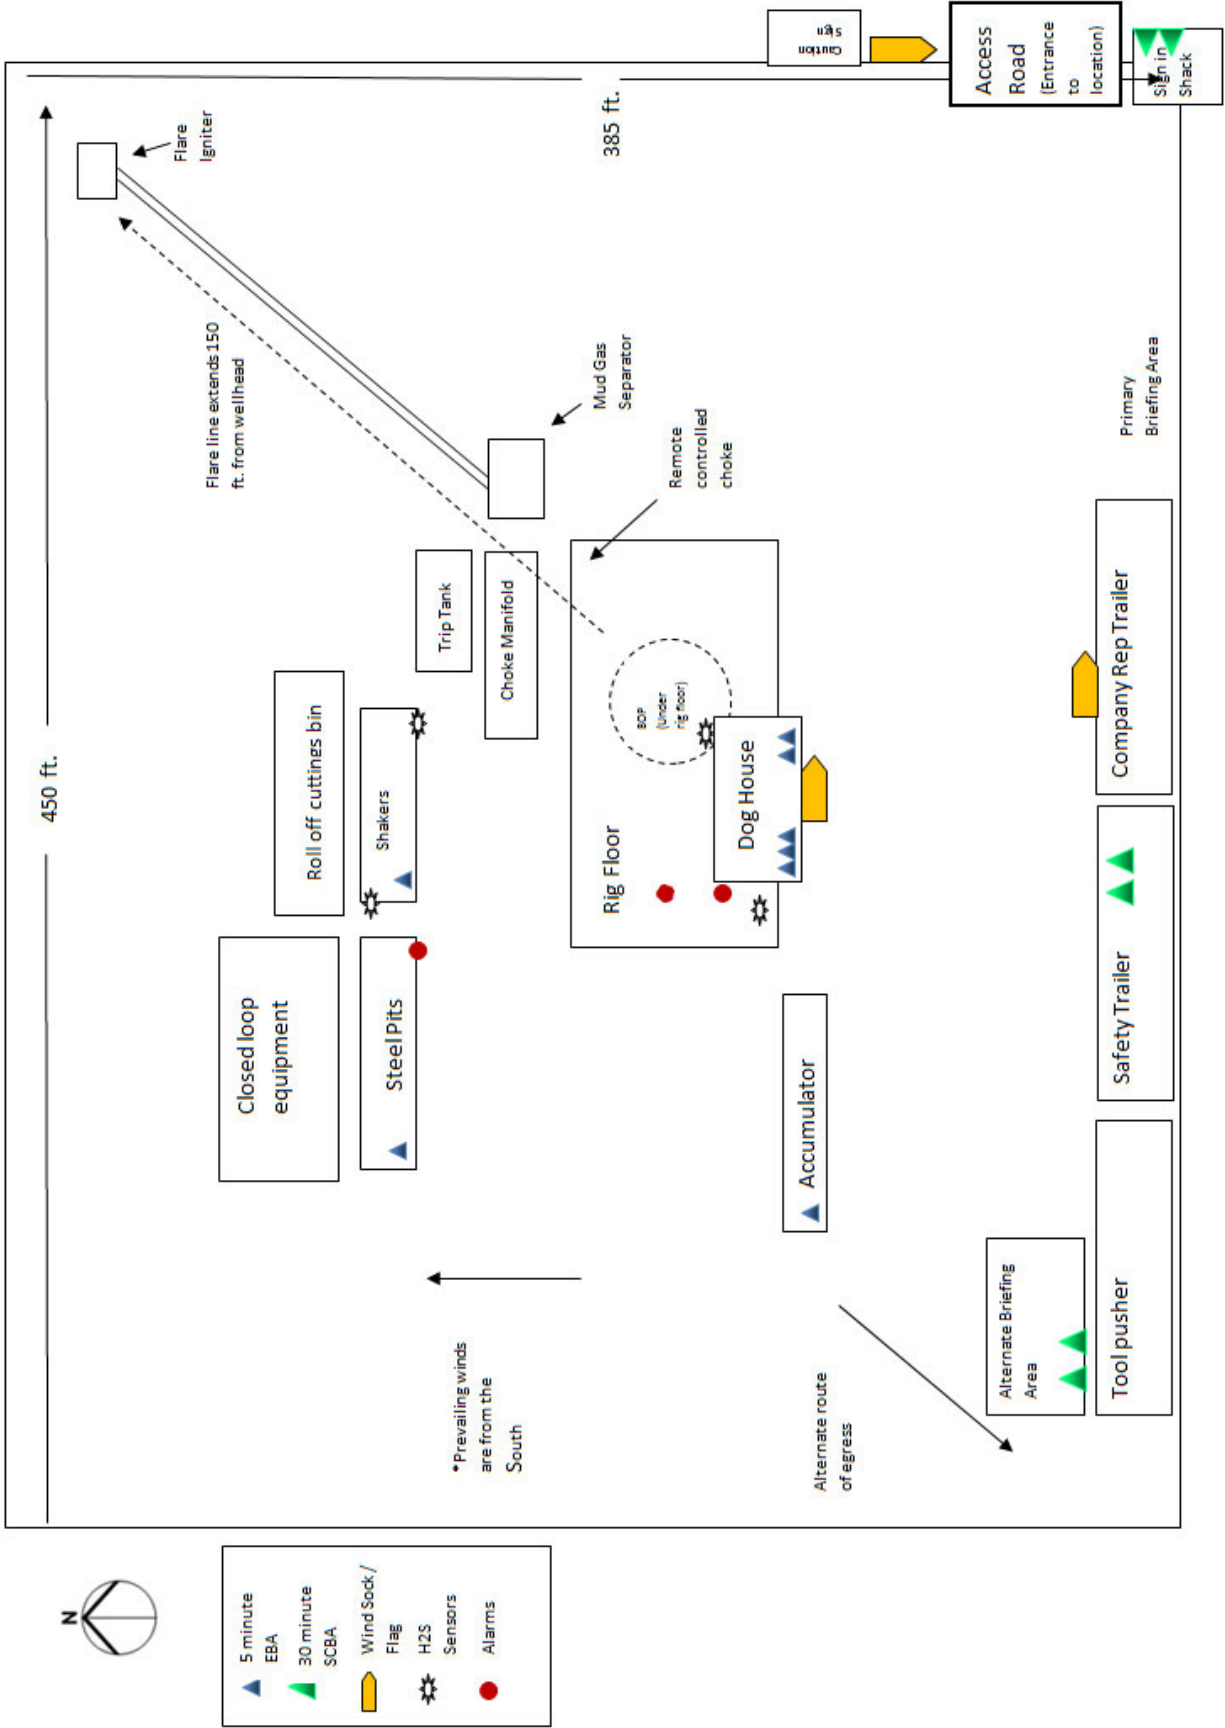 N
5 minute
EBA
30 minute
SCBA
Wind Sock /
Flag
H2S
Sensors
Alarms
450 ft.
385 ft.
Flare
Igniter
Flare line extends 150
ft. from wellhead
Mud Gas
Separator
Remote
controlled
choke
Closed loop
equipment
Roll off cuttings bin
Steel Pits
Shakers
Trip Tank
Choke Manifold
*Prevailing winds
are from the
South
Rig Floor
BOP
(Under
rig floor)
Dog House
Accumulator
Alternate route
of egress
Alternate Briefing
Area
Tool pusher
Safety Trailer
Company Rep Trailer
Primary
Briefing Area
Caution
sign
Access
Road
(Entrance
to
location)
Sign in
Shack